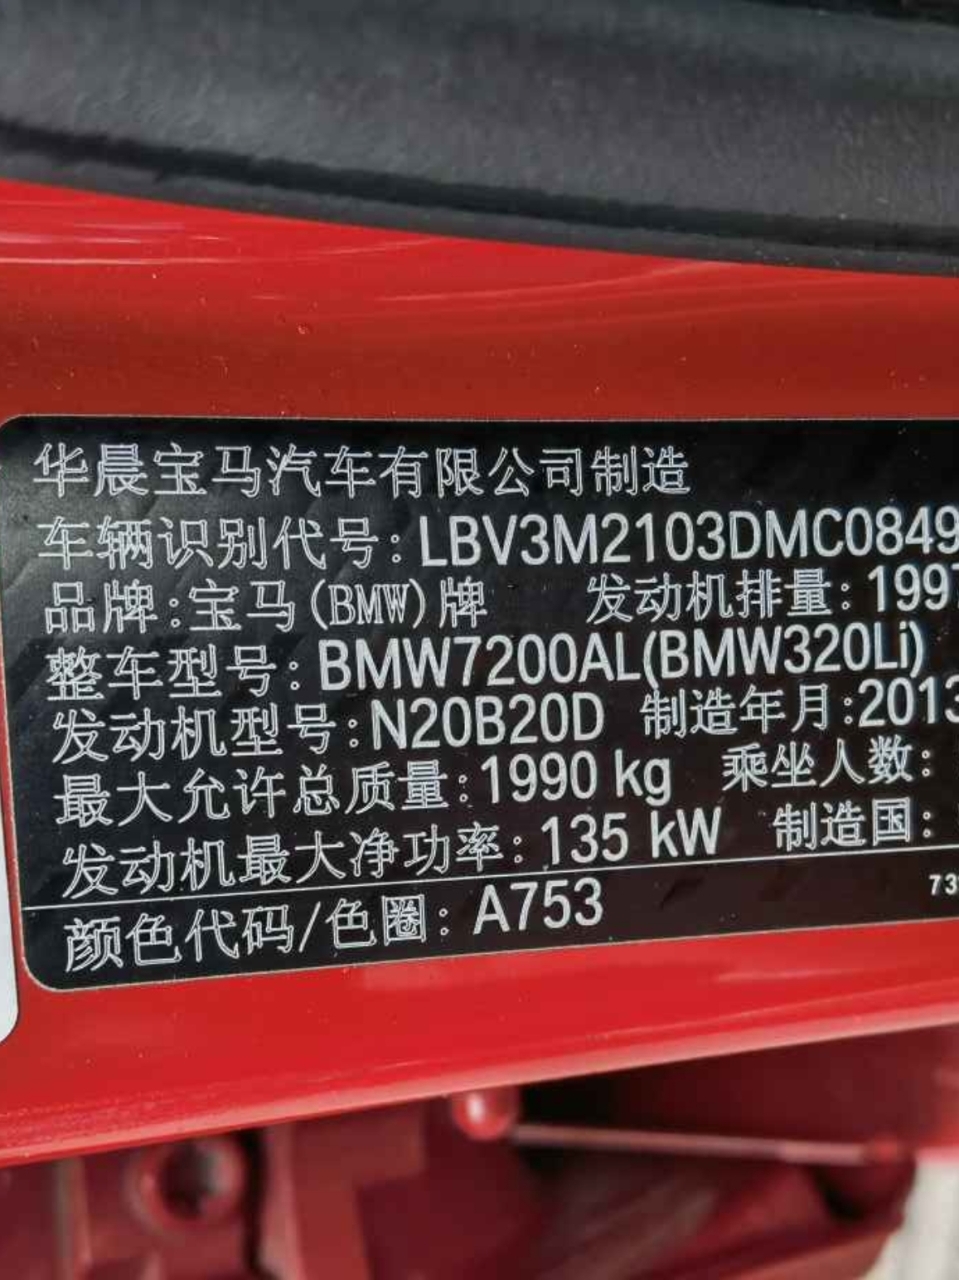 华晨宝马汽车有限公司制造
车辆识别代号:LBV3M2103DMC0849
品牌:宝马(BMW)牌 发动机排量:1997
整车型号:BMW7200AL(BMW320Li)
发动机型号:N20B20D 制造年月:2013
最大允许总质量:1990 kg 乘坐人数:
发动机最大净功率:135 kW 制造国:
颜色代码/色圈: A753
73